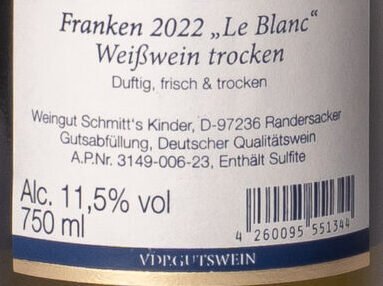 Franken 2022 „Le Blanc“
Weißwein trocken
Duftig, frisch & trocken
Weingut Schmitt's Kinder, D-97236 Randersacker
Gutsabfüllung, Deutscher Qualitätswein
A.P.Nr. 3149-006-23, Enthält Sulfite
Alc. 11,5% vol
750 ml
4 260095 551344
VDP.GUTSWEIN